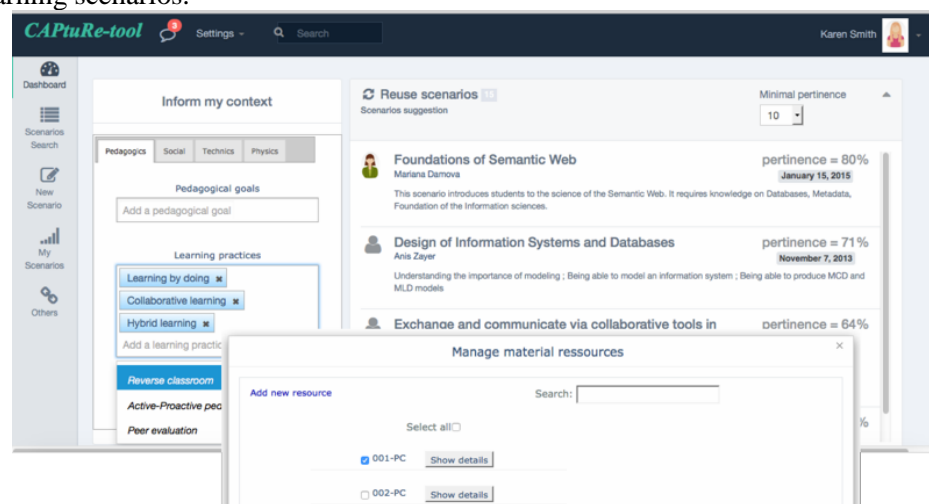 arning scenarios.
CAPtuRe-tool
3
Settings
Search
Karen Smith
Dashboard
Scenarios
Search
New
Scenario
My
Scenarios
Others
Inform my context
Pedagogics Social Technics Physics
Pedagogical goals
Add a pedagogical goal
Learning practices
Learning by doing ×
Collaborative learning ×
Hybrid learning ×
Add a learning practic
Reverse classroom
Active-Proactive ped
Peer evaluation
Reuse scenarios
Scenarios suggestion
Minimal pertinence
10
Foundations of Semantic Web
pertinence = 80%
Mariana Damova
January 15, 2015
This scenario introduces students to the science of the Semantic Web. It requires knowledge on Databases, Metadata,
Foundation of the Information sciences.
Design of Information Systems and Databases
pertinence = 71%
Anis Zayer
November 7, 2013
Understanding the importance of modeling ; Being able to model an information system ; Being able to produce MCD and
MLD models
Exchange and communicate via collaborative tools in
pertinence = 64%
%
Manage material ressources
×
Add new resource
Search:
Select all
001-PC Show details
002-PC Show details